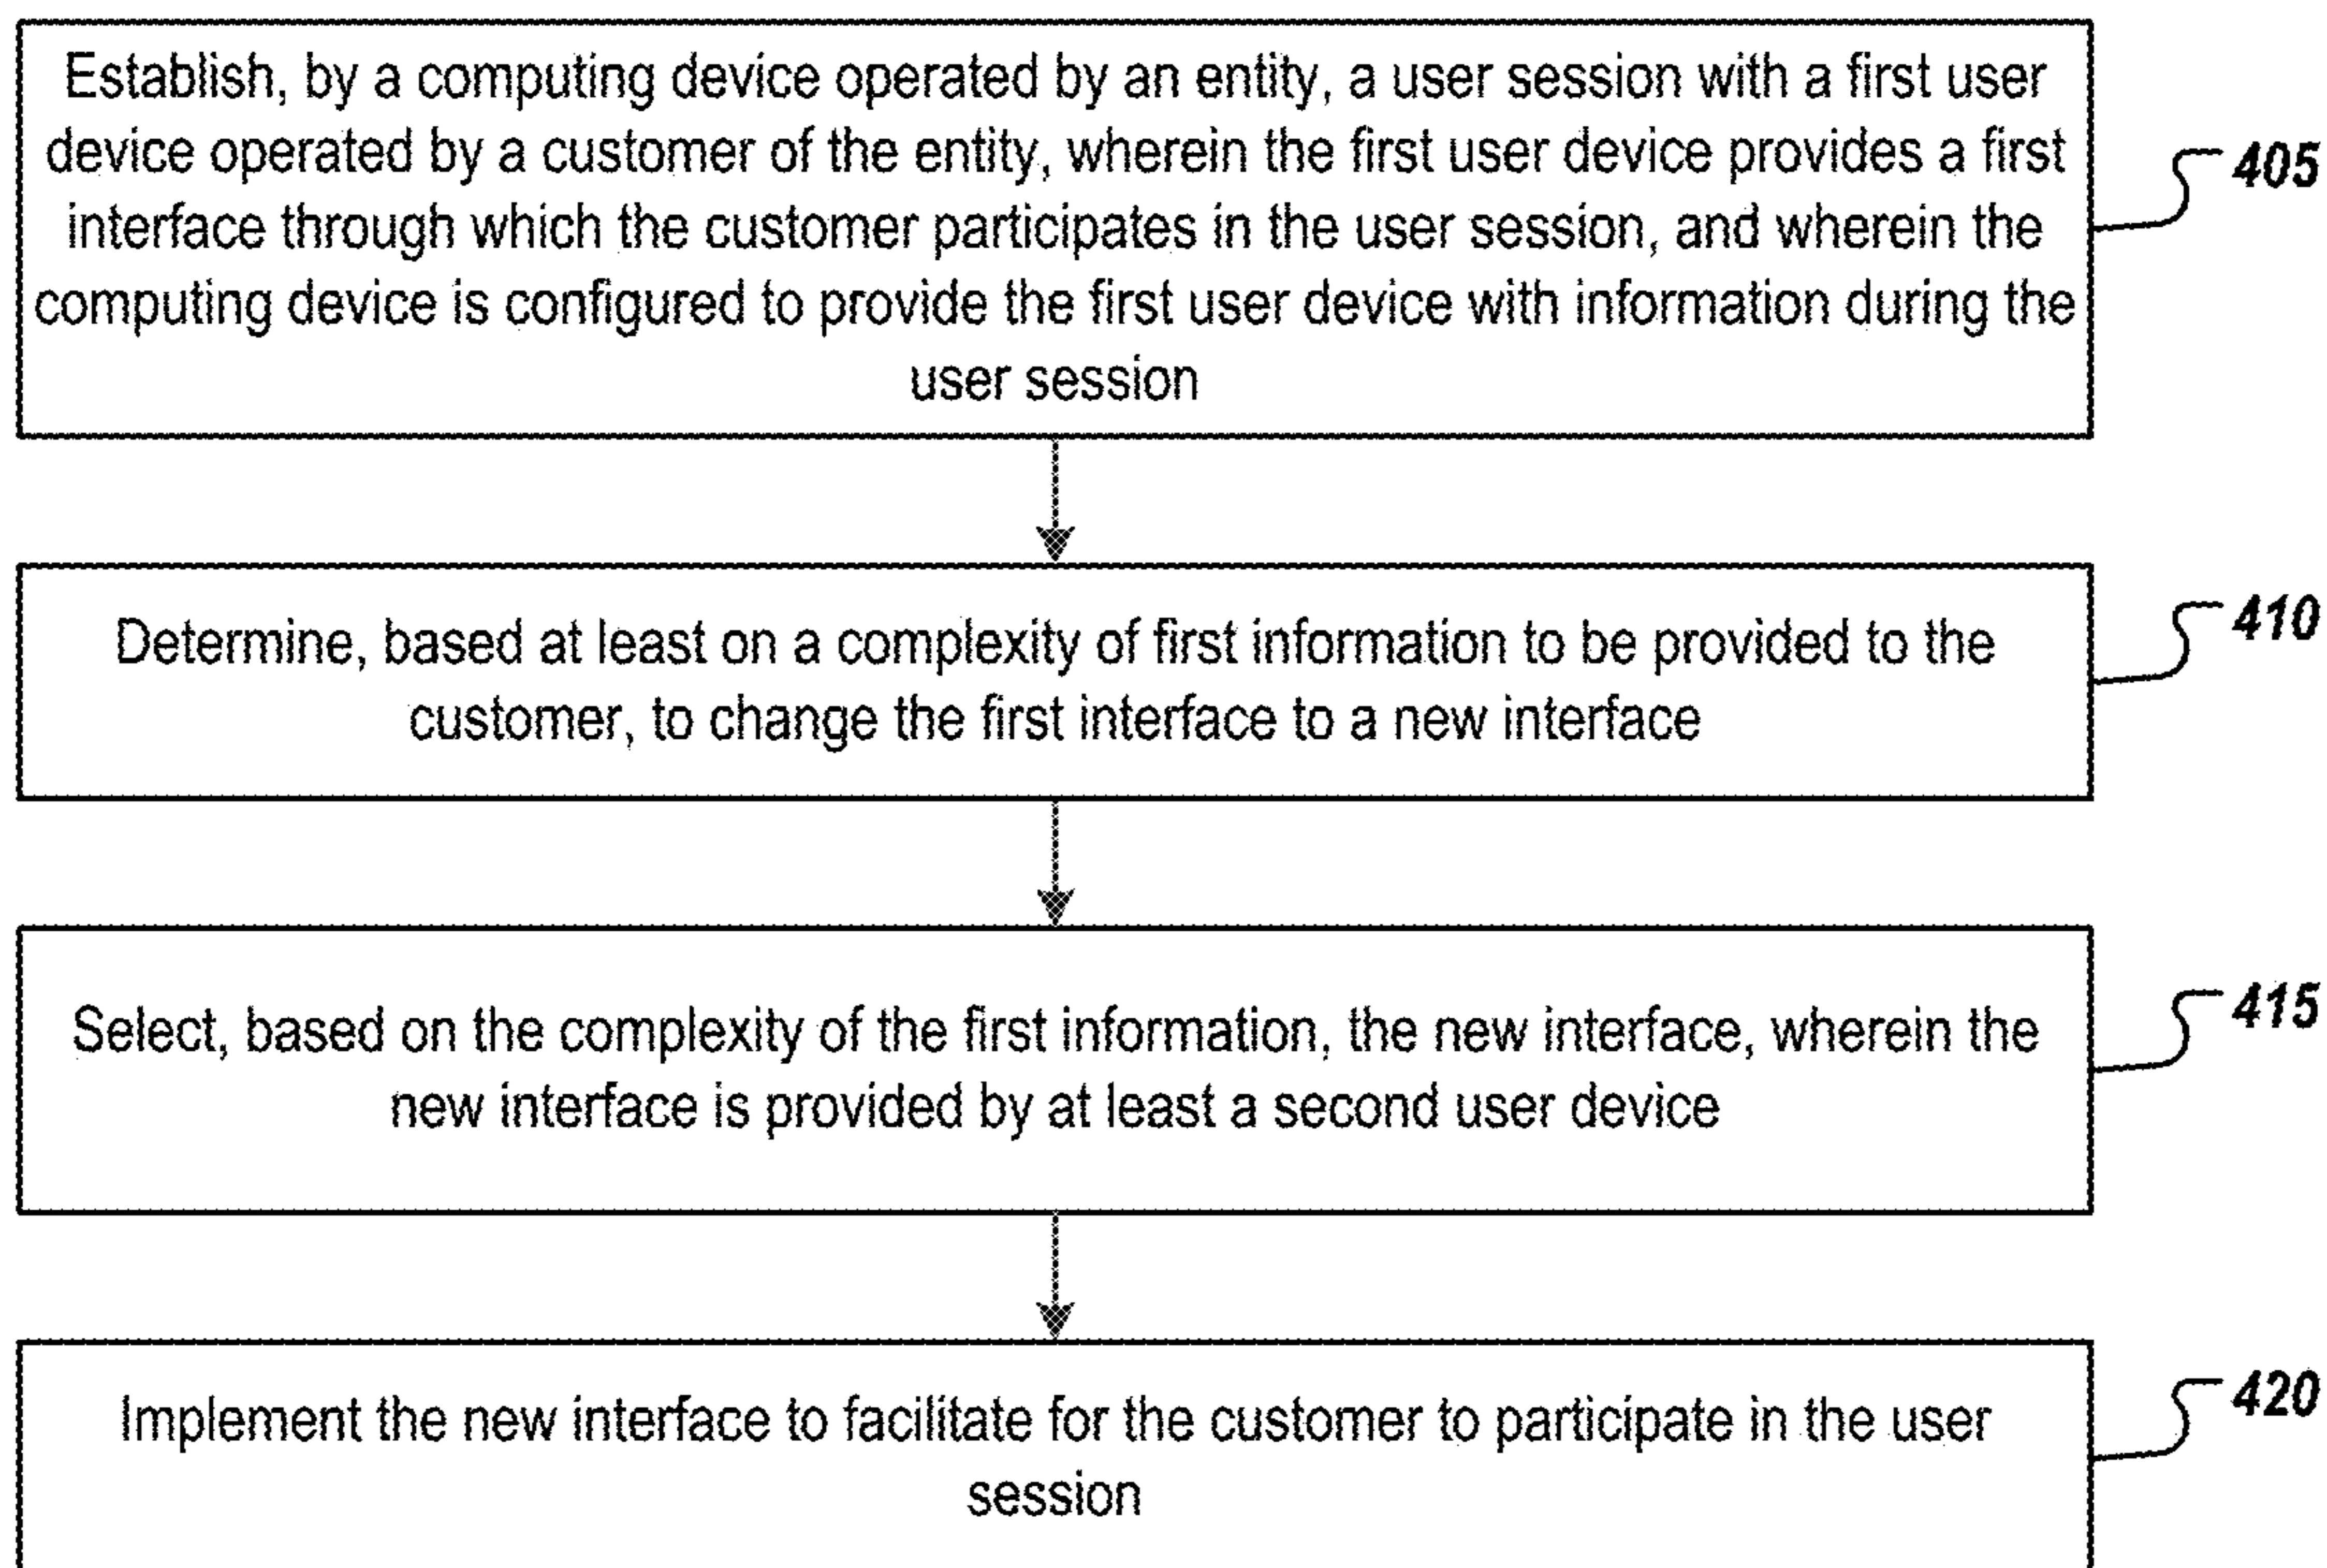 Establish, by a computing device operated by an entity, a user session with a first user
device operated by a customer of the entity, wherein the first user device provides a first
interface through which the customer participates in the user session, and wherein the
computing device is configured to provide the first user device with information during the
user session
405
Determine, based at least on a complexity of first information to be provided to the
customer, to change the first interface to a new interface
410
Select, based on the complexity of the first information, the new interface, wherein the
new interface is provided by at least a second user device
415
Implement the new interface to facilitate for the customer to participate in the user
session
420